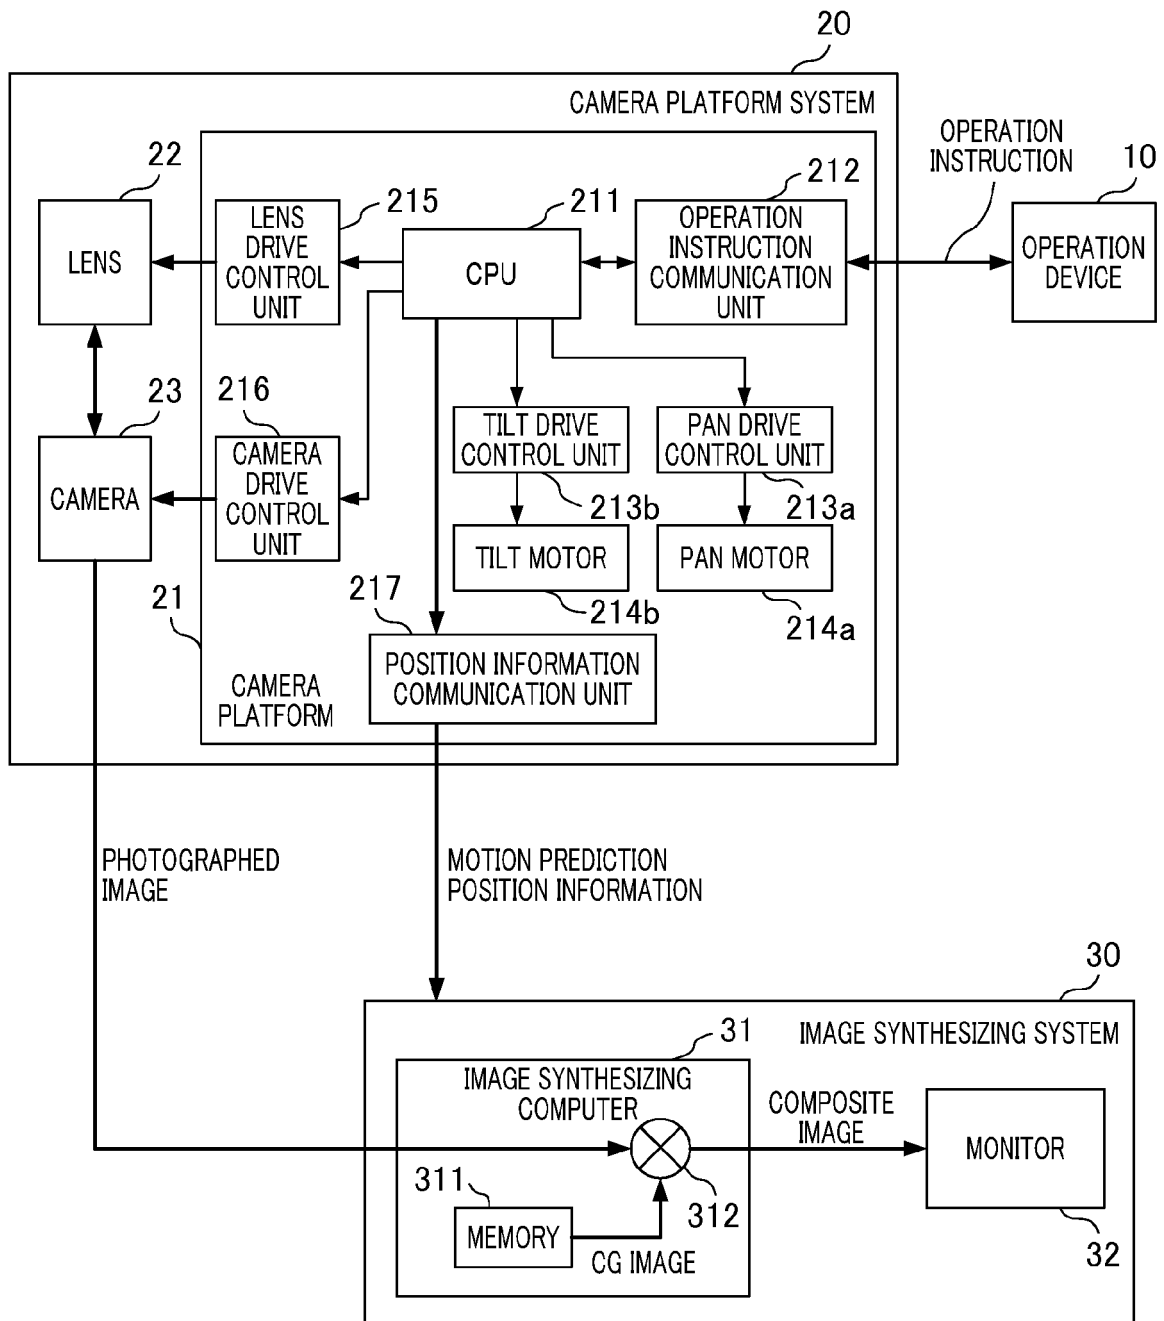 20
CAMERA PLATFORM SYSTEM
OPERATION
INSTRUCTION
10
OPERATION
DEVICE
22
LENS
215
LENS
DRIVE
CONTROL
UNIT
211
CPU
212
OPERATION
INSTRUCTION
COMMUNICATION
UNIT
23
CAMERA
216
CAMERA
DRIVE
CONTROL
UNIT
TILT DRIVE
CONTROL UNIT
213b
PAN DRIVE
CONTROL UNIT
213a
TILT MOTOR
214b
PAN MOTOR
214a
21
217
POSITION INFORMATION
COMMUNICATION UNIT
CAMERA
PLATFORM
PHOTOGRAPHED
IMAGE
MOTION PREDICTION
POSITION INFORMATION
30
IMAGE SYNTHESIZING SYSTEM
31
IMAGE SYNTHESIZING
COMPUTER
COMPOSITE
IMAGE
MONITOR
32
311
MEMORY
312
CG IMAGE